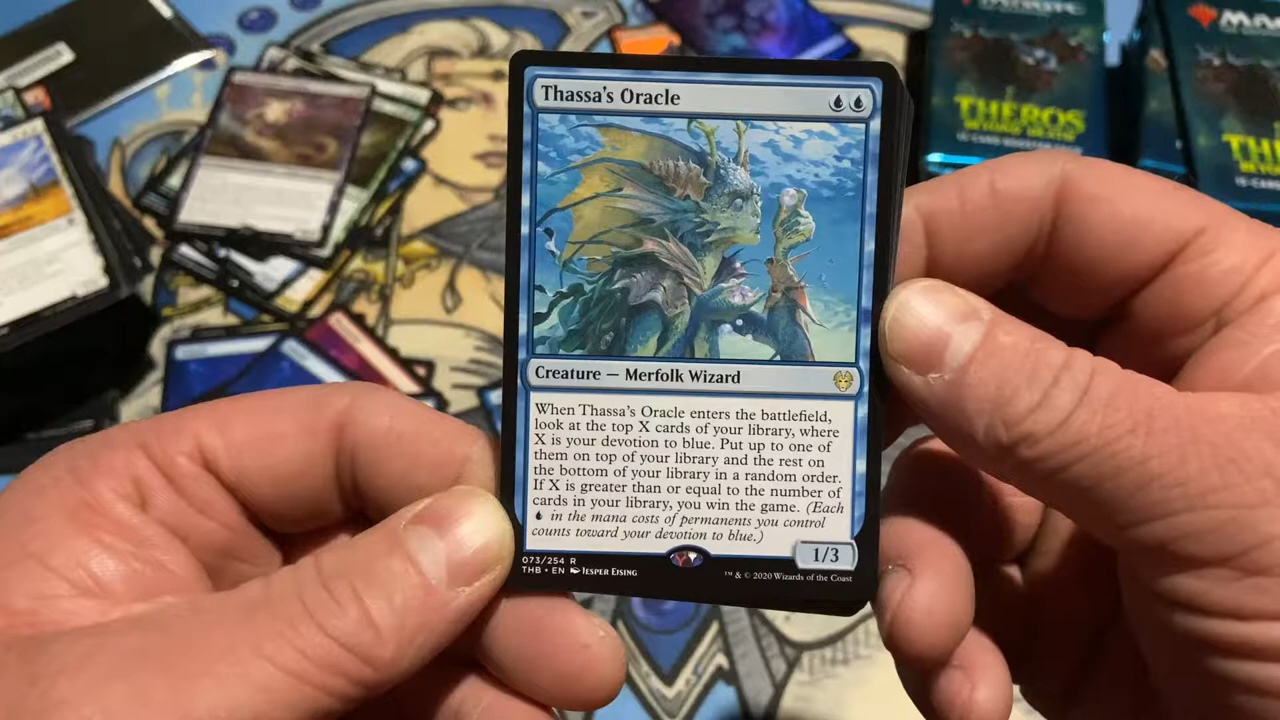 THEROS
BEYOND DEATH
MA
TH
Thassa's Oracle
Creature — Merfolk Wizard
When Thassa's Oracle enters the battlefield,
look at the top X cards of your library, where
X is your devotion to blue. Put up to one of
them on top of your library and the rest on
the bottom of your library in a random order.
If X is greater than or equal to the number of
cards in your library, you win the game. (Each
in the mana costs of permanents you control
counts toward your devotion to blue.)
1/3
073/254 R
THB • EN Jesper Eising
™ & © 2020 Wizards of the Coast